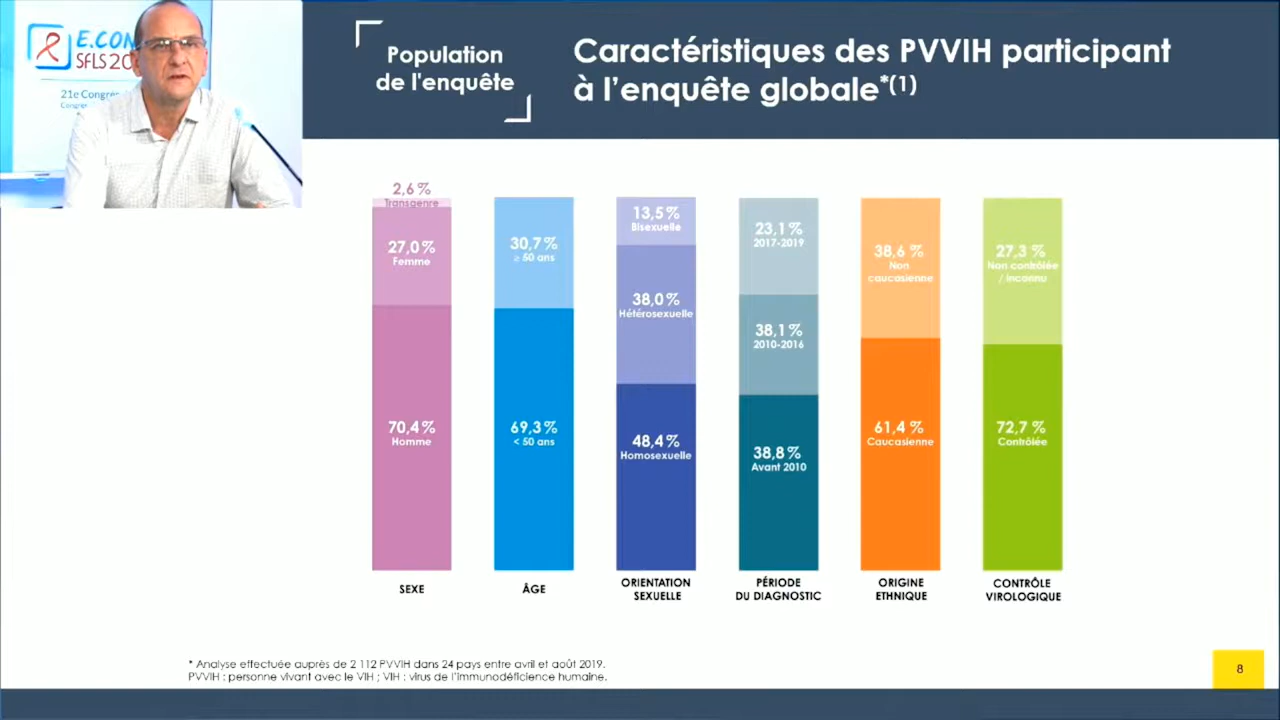 E.CON
SFLS20
21e Congrès
Congrès
Population
de l'enquête
Caractéristiques des PVVIH participant
à l'enquête globale*(1)
2,6 %
Transgenre
27,0 %
Femme
70,4 %
Homme
SEXE
30,7 %
≥ 50 ans
69,3 %
< 50 ans
ÂGE
13,5 %
Bisexuelle
38,0 %
Hétérosexuelle
48,4 %
Homosexuelle
ORIENTATION
SEXUELLE
23,1 %
2017-2019
38,1 %
2010-2016
38,8 %
Avant 2010
PÉRIODE
DU DIAGNOSTIC
38,6 %
Non
caucasienne
61,4 %
Caucasienne
ORIGINE
ETHNIQUE
27,3 %
Non contrôlée
/ inconnu
72,7 %
Contrôlée
CONTRÔLE
VIROLOGIQUE
* Analyse effectuée auprès de 2 112 PVVIH dans 24 pays entre avril et août 2019.
PVVIH : personne vivant avec le VIH ; VIH : virus de l'immunodéficience humaine.
8